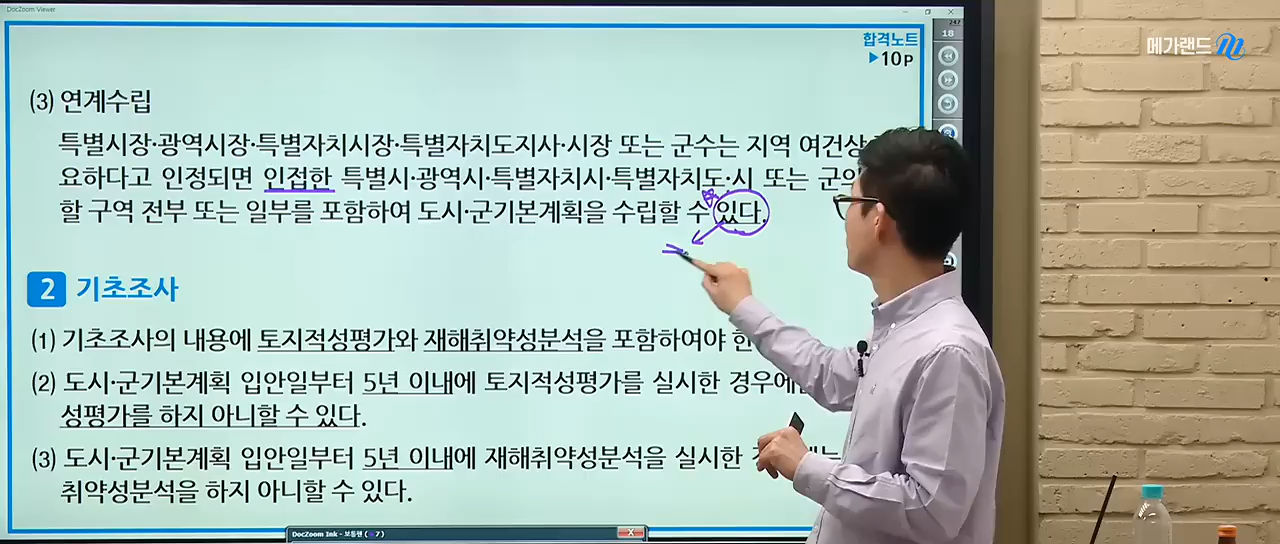 DocZoom Viewer
247
합격노트
18
▶10P
메가랜드
(3) 연계수립
특별시장·광역시장·특별자치시장·특별자치도지사·시장 또는 군수는 지역 여건상
요하다고 인정되면 인접한 특별시·광역시·특별자치시·특별자치도·시 또는 군의
할 구역 전부 또는 일부를 포함하여 도시·군기본계획을 수립할 수 있다.
2 기초조사
(1) 기초조사의 내용에 토지적성평가와 재해취약성분석을 포함하여야 한
(2) 도시·군기본계획 입안일부터 5년 이내에 토지적성평가를 실시한 경우에는
성평가를 하지 아니할 수 있다.
(3) 도시·군기본계획 입안일부터 5년 이내에 재해취약성분석을 실시한
취약성분석을 하지 아니할 수 있다.
DocZoom Ink - 보통펜 (7)